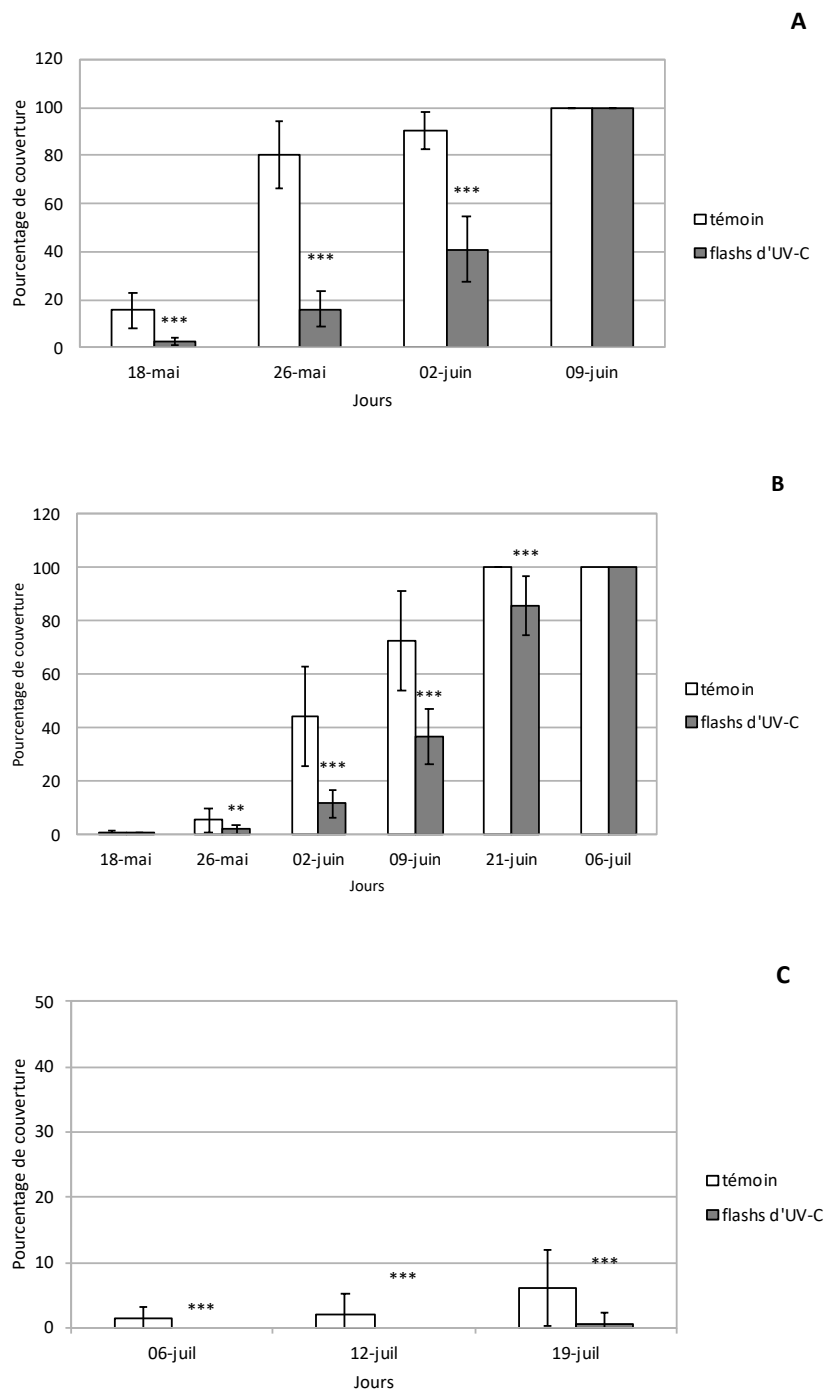 A
120
100
80
60
40
20
0
Pourcentage de couverture
***
***
***
18-mai 26-mai 02-juin 09-juin
Jours
témoin
flashs d'UV-C
B
120
100
80
60
40
20
0
Pourcentage de couverture
**
***
***
***
18-mai 26-mai 02-juin 09-juin 21-juin 06-juil
Jours
témoin
flashs d'UV-C
C
50
40
30
20
10
0
Pourcentage de couverture
***
***
***
06-juil 12-juil 19-juil
Jours
témoin
flashs d'UV-C